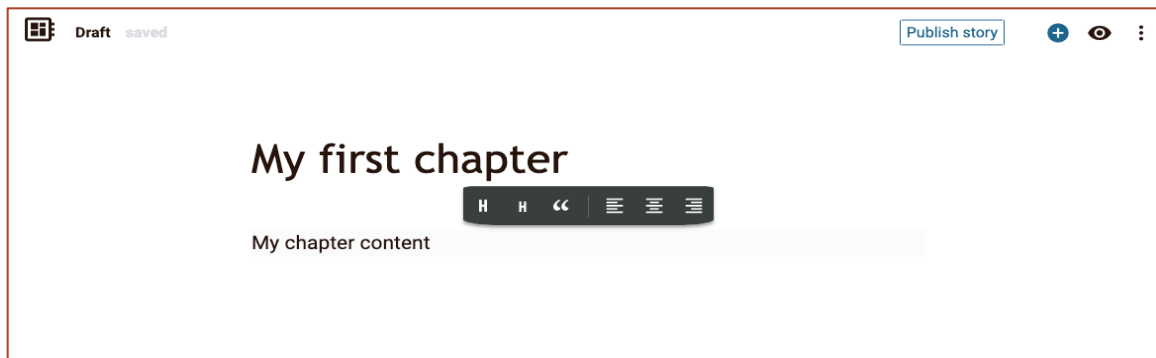 Draft saved Publish story
My first chapter
H H “
My chapter content